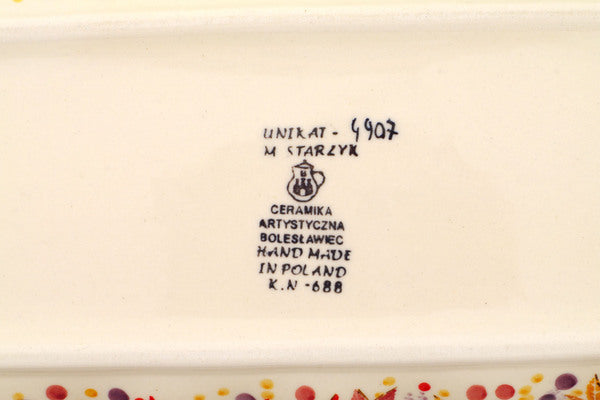 UNIKAT - 4907
M STARZYK
CERAMIKA
ARTYSTYCZNA
BOLESŁAWIEC
HAND MADE
IN POLAND
K.N -688